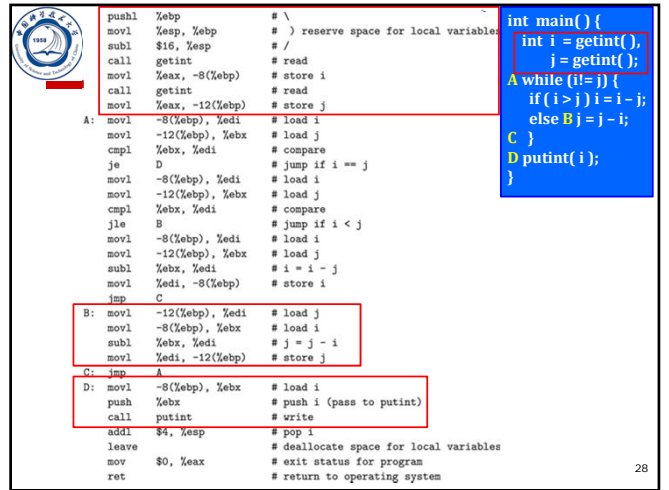 pushl %ebp # \
movl %esp, %ebp # ) reserve space for local variables
subl $16, %esp # /
call getint # read
movl %eax, -8(%ebp) # store i
call getint # read
movl %eax, -12(%ebp) # store j
A: movl -8(%ebp), %edi # load i
movl -12(%ebp), %ebx # load j
cmpl %ebx, %edi # compare
je D # jump if i == j
movl -8(%ebp), %edi # load i
movl -12(%ebp), %ebx # load j
cmpl %ebx, %edi # compare
jle B # jump if i < j
movl -8(%ebp), %edi # load i
movl -12(%ebp), %ebx # load j
subl %ebx, %edi # i = i - j
movl %edi, -8(%ebp) # store i
jmp C
B: movl -12(%ebp), %edi # load j
movl -8(%ebp), %ebx # load i
subl %ebx, %edi # j = j - i
movl %edi, -12(%ebp) # store j
C: jmp A
D: movl -8(%ebp), %ebx # load i
push %ebx # push i (pass to putint)
call putint # write
addl $4, %esp # pop i
leave # deallocate space for local variables
mov $0, %eax # exit status for program
ret # return to operating system
int main( ) {
int i = getint( ),
j = getint( );
A while (i!= j) {
if ( i > j ) i = i – j;
else B j = j – i;
C }
D putint( i );
}
1958
28